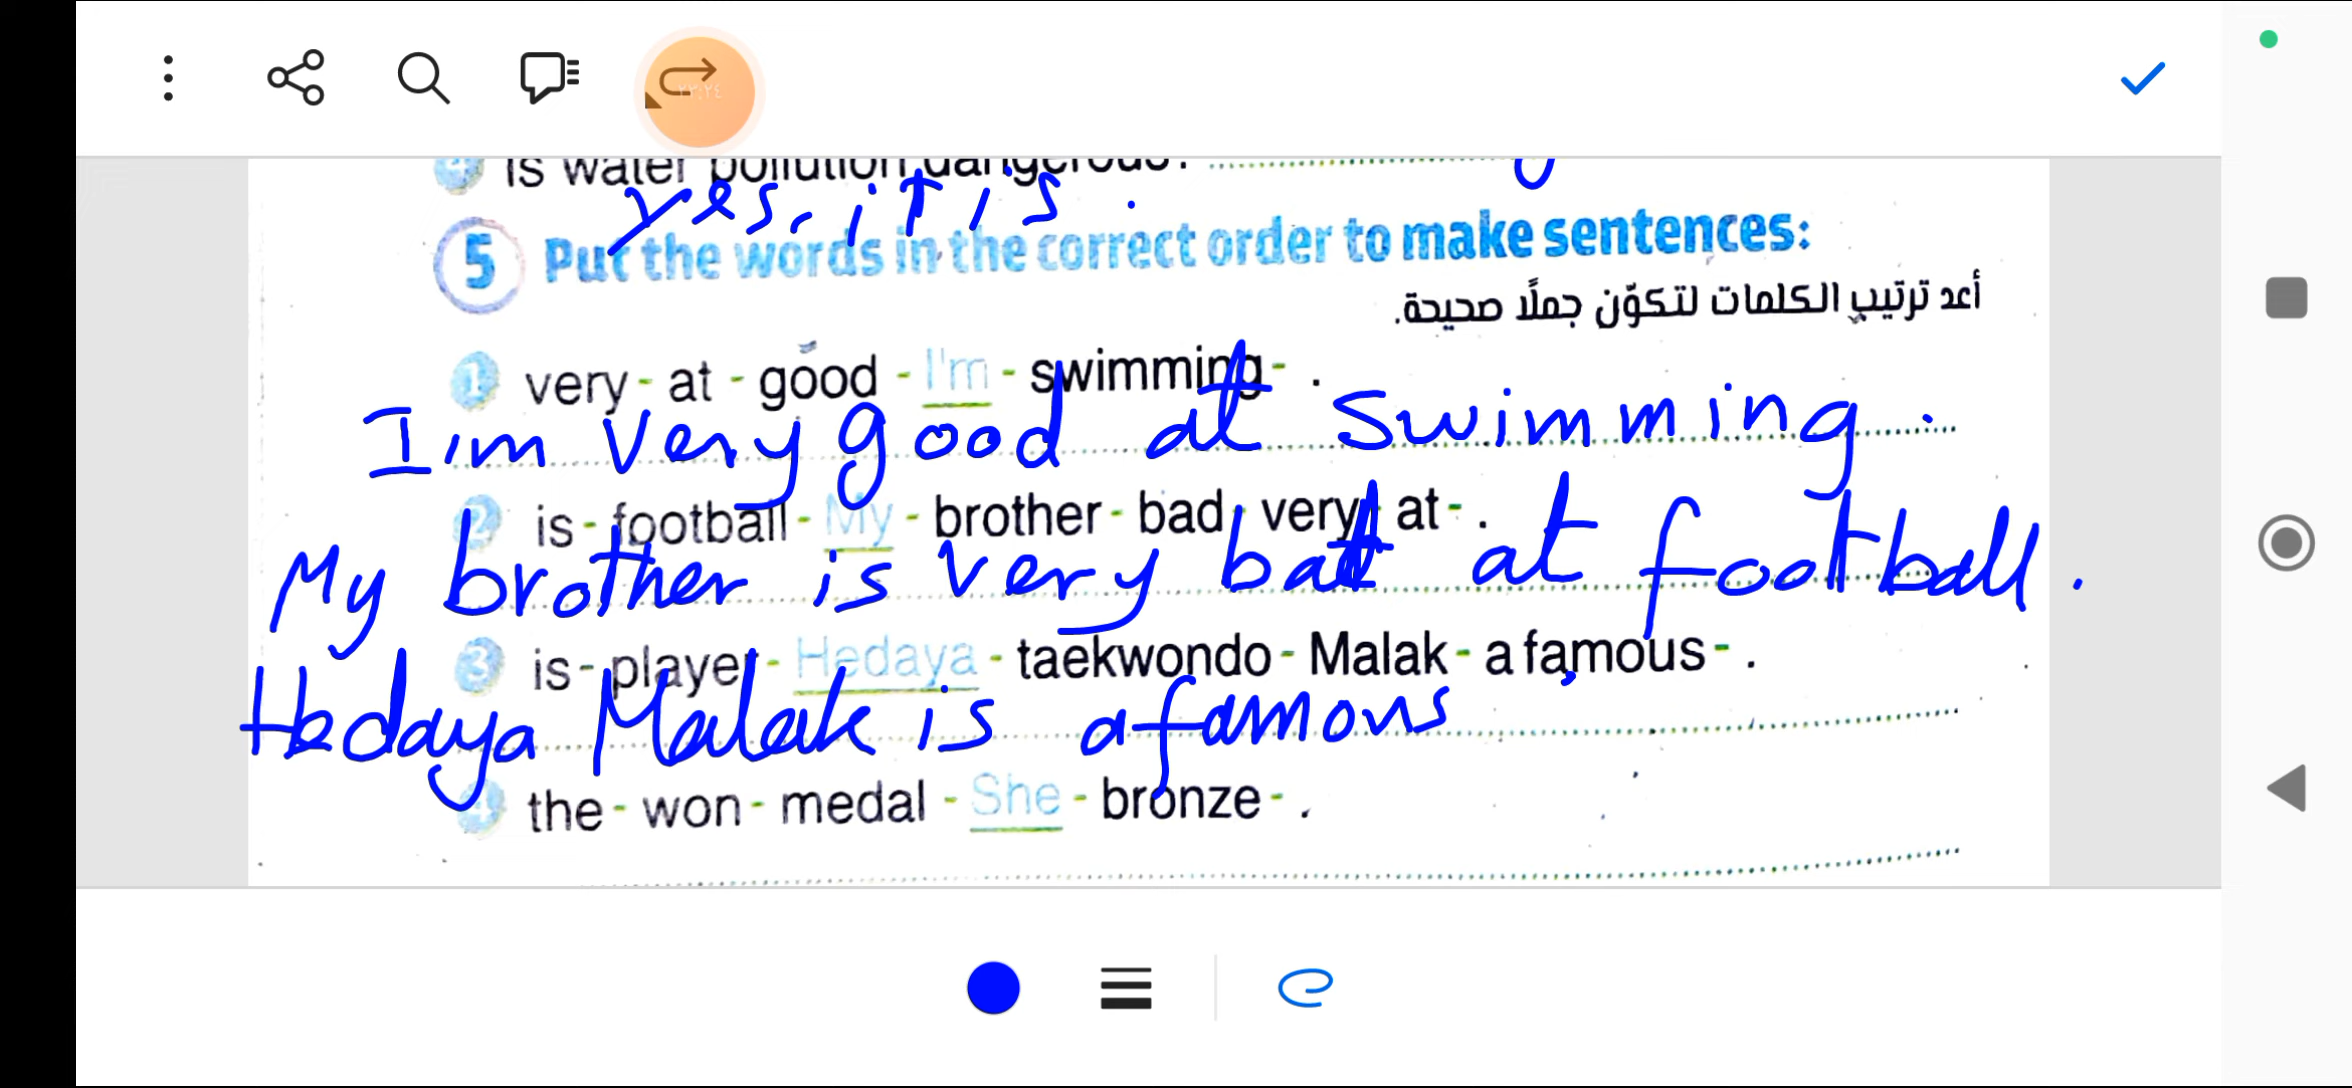 4 Is water pollution dangerous?
Yes, it is.
5 Put the words in the correct order to make sentences:
أعد ترتيب الكلمات لتكوّن جملًا صحيحة.
1 very - at - good - I'm - swimming - .
I'm very good at swimming.
2 is - football - My - brother - bad - very - at - .
My brother is very bad at football.
3 is - player - Hedaya - taekwondo - Malak - a famous - .
Hedaya Malak is a famous
4 the - won - medal - She - bronze - .